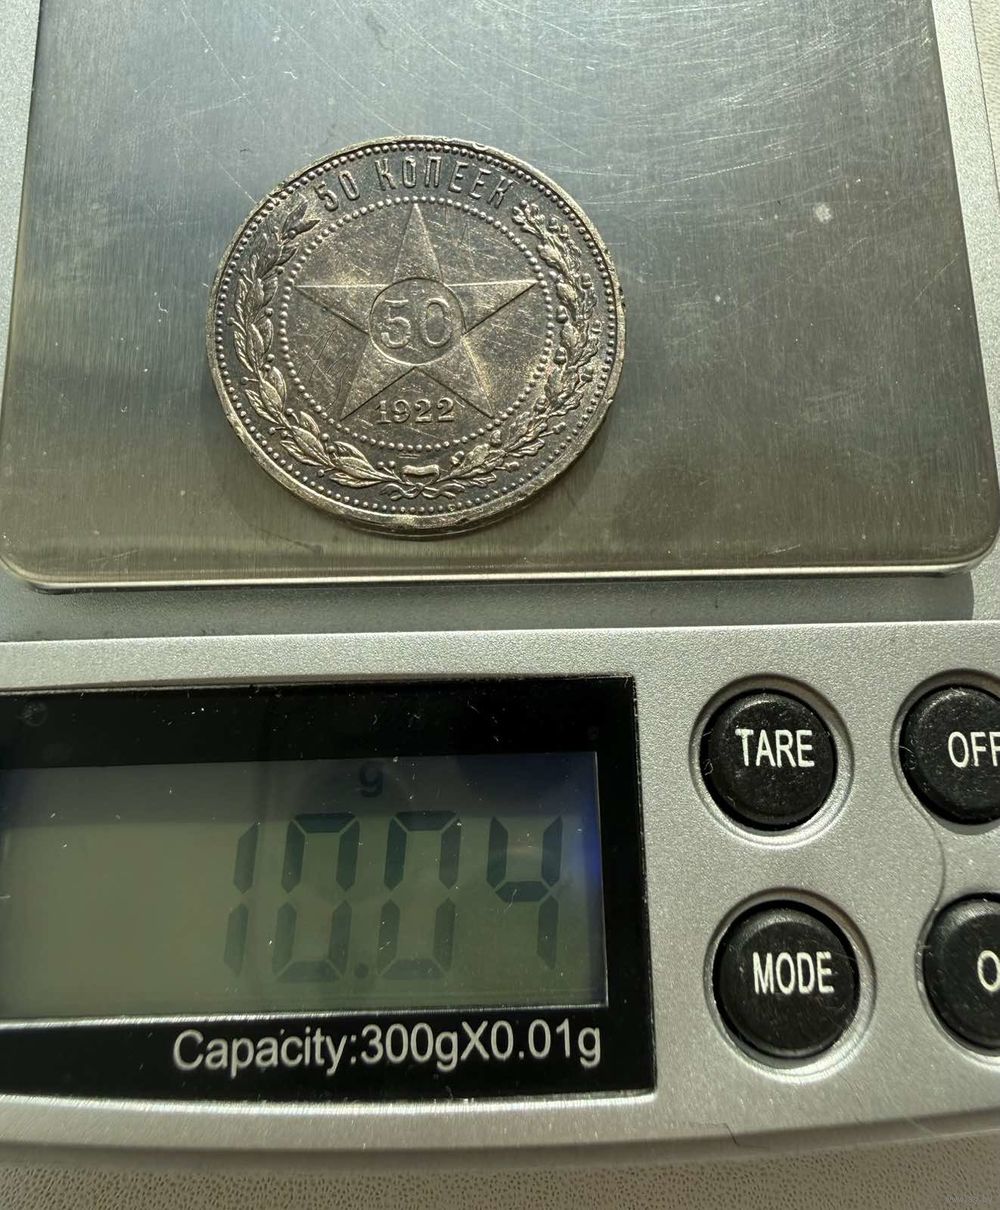 50 КОПЕЕК
50
1922
g
10.04
TARE
OFF
MODE
Capacity:300gX0.01g